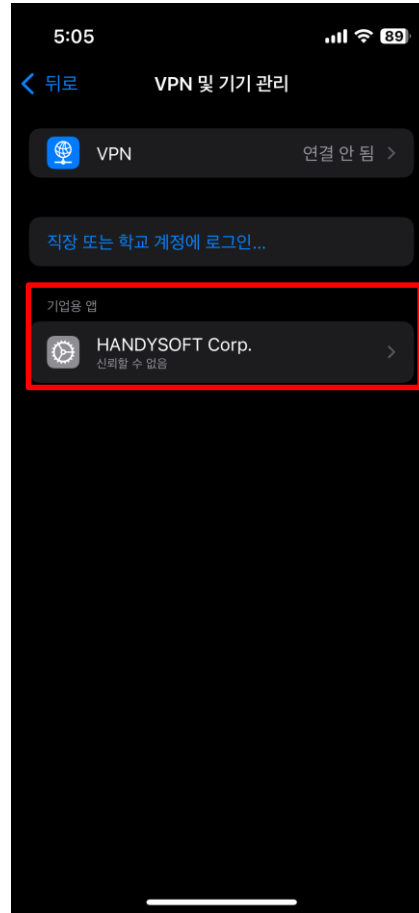 5:05
89
뒤로
VPN 및 기기 관리
VPN
연결 안 됨
직장 또는 학교 계정에 로그인...
기업용 앱
HANDYSOFT Corp.
신뢰할 수 없음